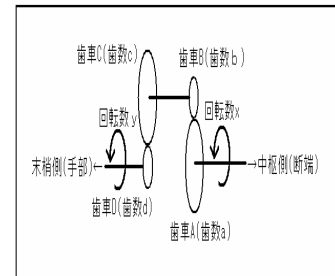 歯車C(歯数c)
歯車B(歯数b)
回転数y
回転数x
末梢側(手部)←
→中枢側(断端)
歯車D(歯数d)
歯車A(歯数a)